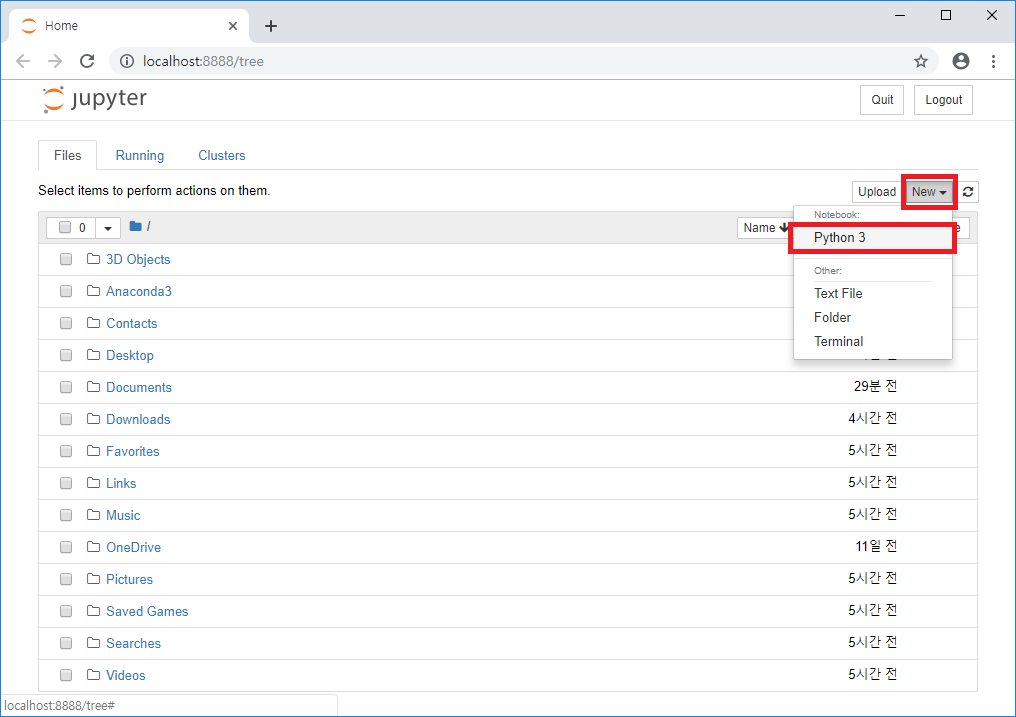 Home
localhost:8888/tree
jupyter
Quit
Logout
Files
Running
Clusters
Select items to perform actions on them.
Upload
New
0
/
Name
e
Notebook:
Python 3
Other:
Text File
Folder
Terminal
3D Objects
Anaconda3
Contacts
Desktop
Documents 29분 전
Downloads 4시간 전
Favorites 5시간 전
Links 5시간 전
Music 5시간 전
OneDrive 11일 전
Pictures 5시간 전
Saved Games 5시간 전
Searches 5시간 전
Videos 5시간 전
localhost:8888/tree#